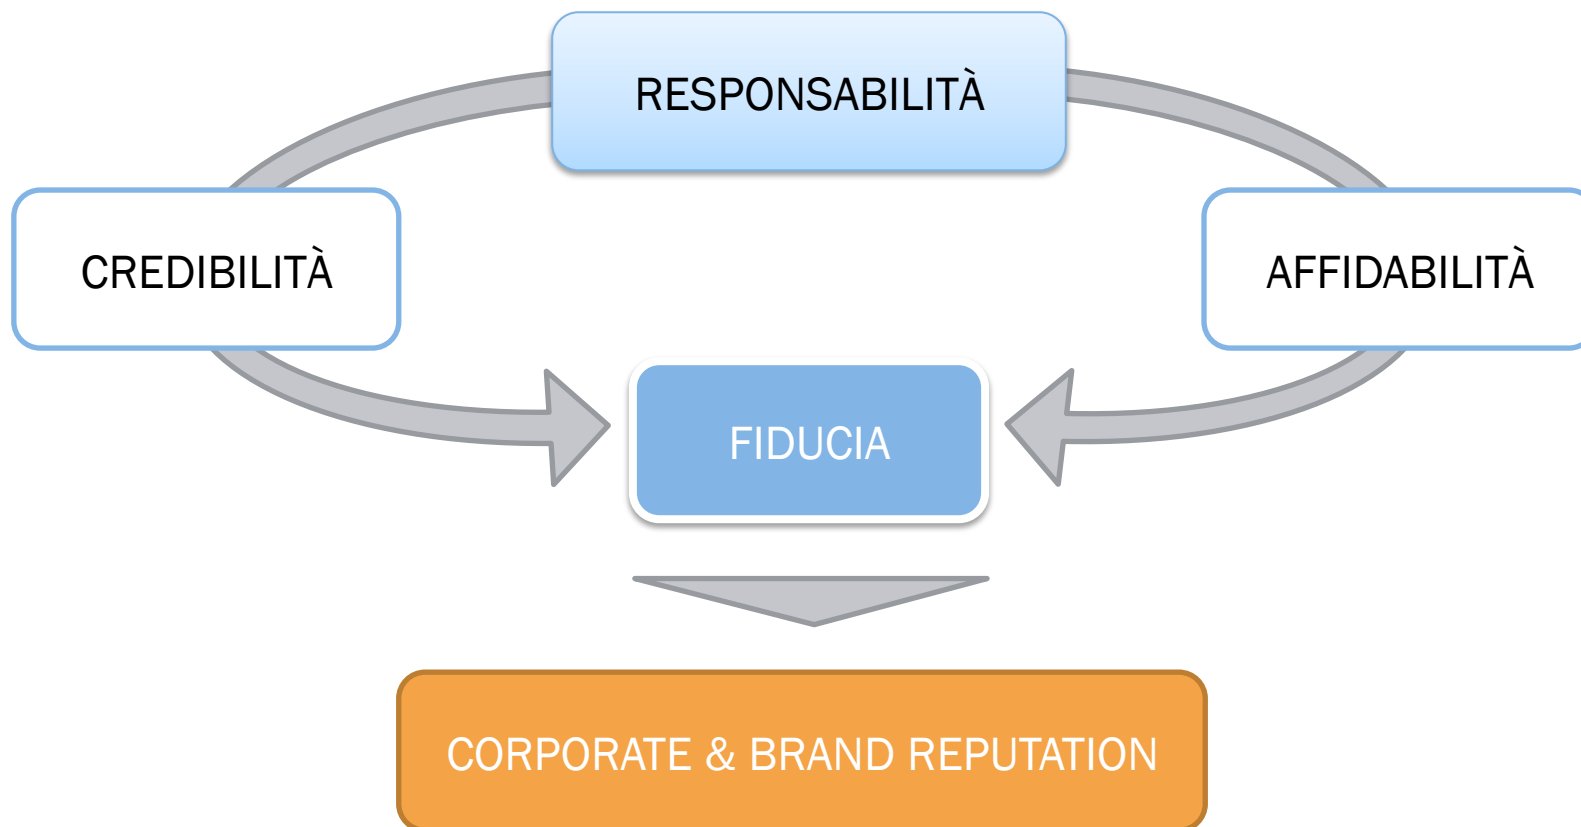 RESPONSABILITÀ
CREDIBILITÀ
AFFIDABILITÀ
FIDUCIA
CORPORATE & BRAND REPUTATION